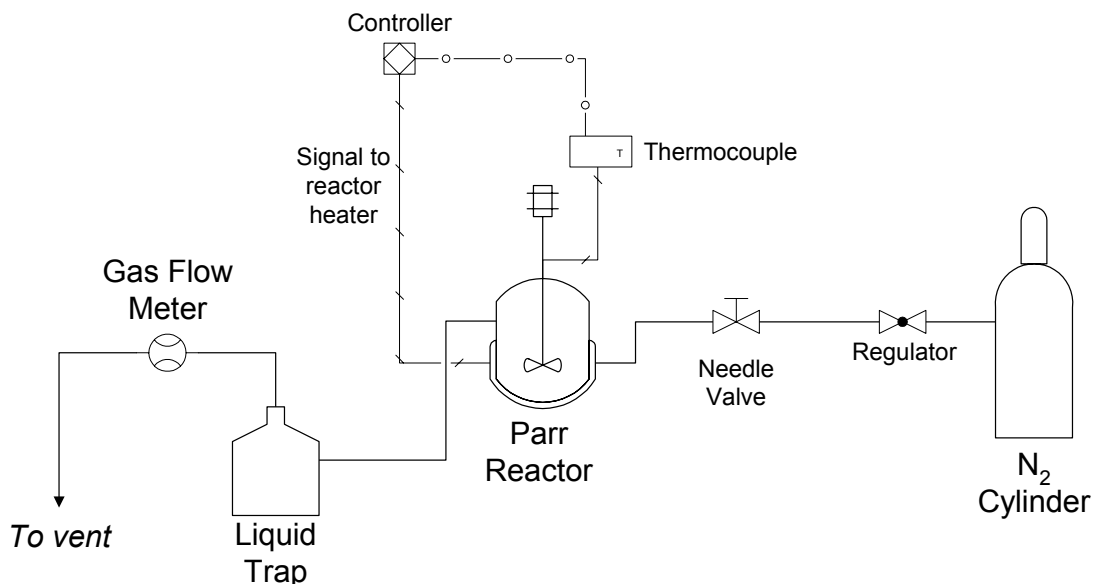 Controller
Signal to
reactor
heater
T
Thermocouple
Gas Flow
Meter
Needle
Valve
Regulator
Parr
Reactor
N₂
Cylinder
To vent
Liquid
Trap